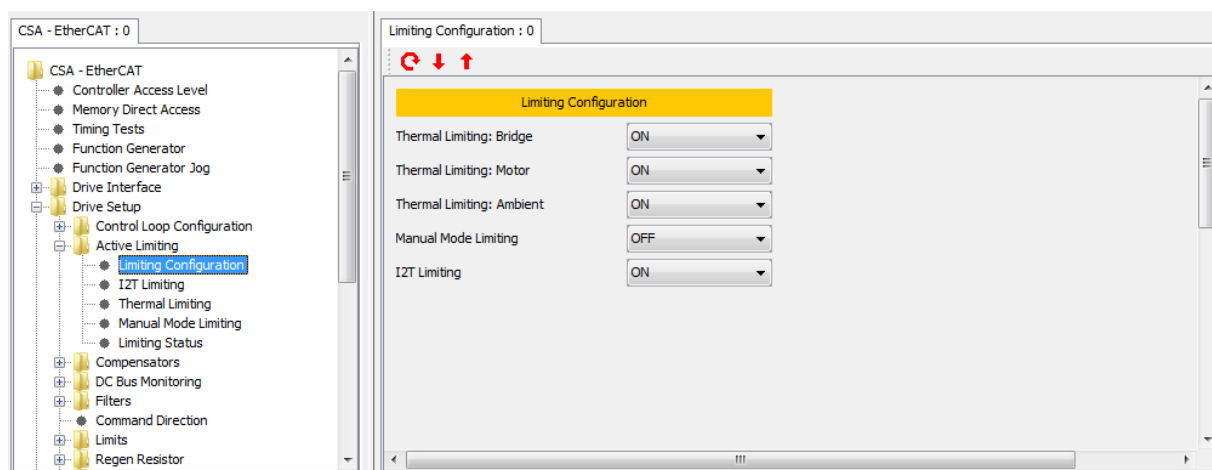 CSA - EtherCAT : 0
CSA - EtherCAT
Controller Access Level
Memory Direct Access
Timing Tests
Function Generator
Function Generator Jog
Drive Interface
Drive Setup
Control Loop Configuration
Active Limiting
Limiting Configuration
I2T Limiting
Thermal Limiting
Manual Mode Limiting
Limiting Status
Compensators
DC Bus Monitoring
Filters
Command Direction
Limits
Regen Resistor
Limiting Configuration : 0
Limiting Configuration
Thermal Limiting: Bridge ON
Thermal Limiting: Motor ON
Thermal Limiting: Ambient ON
Manual Mode Limiting OFF
I2T Limiting ON